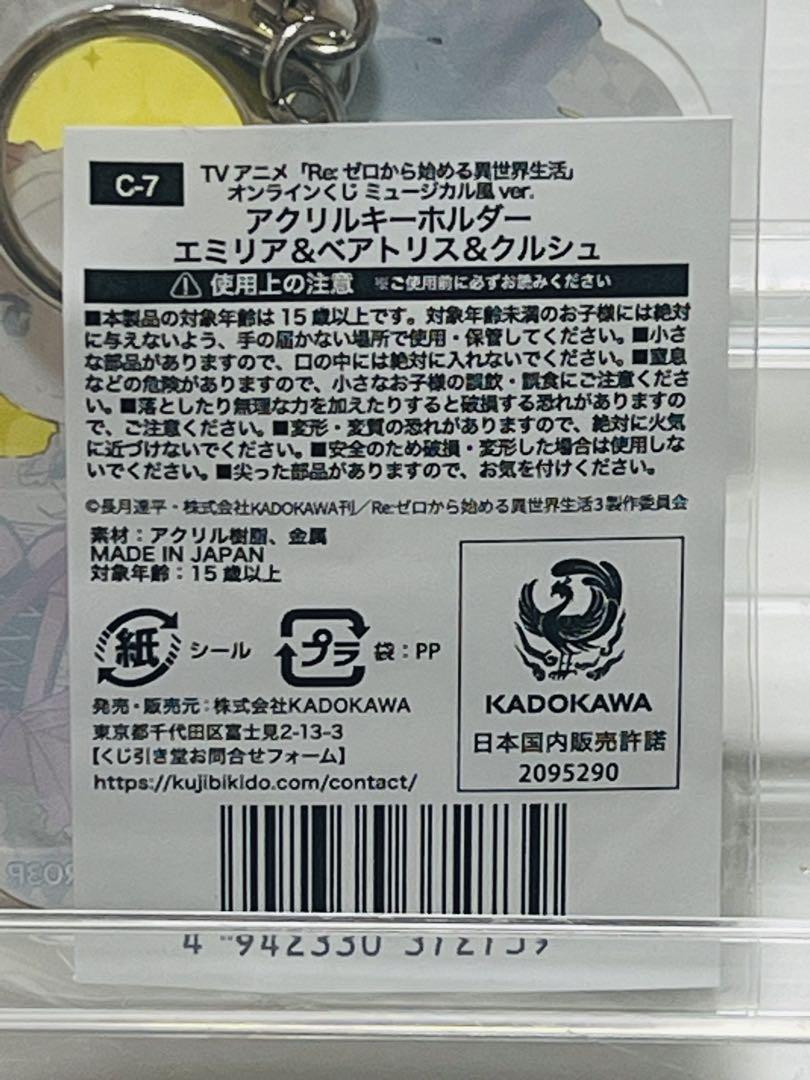 C-7
TVアニメ「Re:ゼロから始める異世界生活」
オンラインくじ ミュージカル風 ver.
アクリルキーホルダー
エミリア&ベアトリス&クルシュ
使用上の注意 ※ご使用前に必ずお読みください
■本製品の対象年齢は15歳以上です。対象年齢未満のお子様には絶対
に与えないよう、手の届かない場所で使用・保管してください。■小さ
な部品がありますので、口の中には絶対に入れないでください。■窒息
などの危険がありますので、小さなお子様の誤飲・誤食にご注意くださ
い。■落としたり無理な力を加えたりすると破損する恐れがありますの
で、ご注意ください。■変形・変質の恐れがありますので、絶対に火気
に近づけないでください。■安全のため破損・変形した場合は使用しな
いでください。■尖った部品がありますので、お気を付けください。
©長月達平・株式会社KADOKAWA刊/Re:ゼロから始める異世界生活3製作委員会
素材:アクリル樹脂、金属
MADE IN JAPAN
対象年齢:15歳以上
紙 シール プラ 袋:PP
発売・販売元:株式会社KADOKAWA
東京都千代田区富士見2-13-3
【くじ引き堂お問合せフォーム】
https://kujibikido.com/contact/
KADOKAWA
日本国内販売許諾
2095290
4 942330